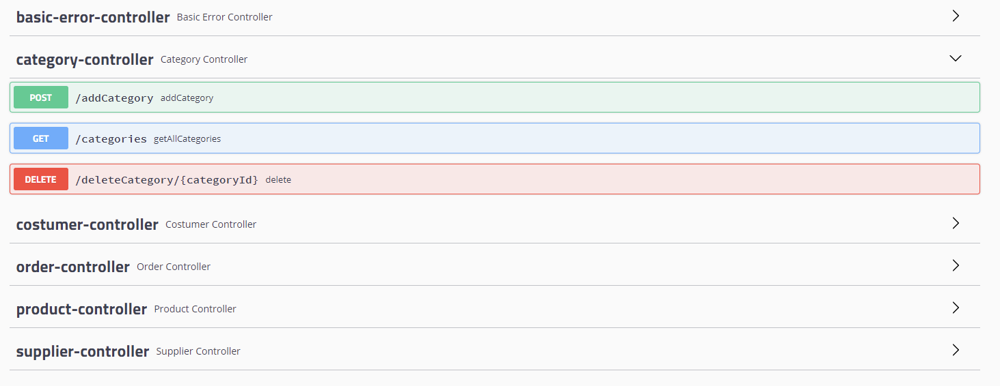 basic-error-controller Basic Error Controller
category-controller Category Controller
POST /addCategory addCategory
GET /categories getAllCategories
DELETE /deleteCategory/{categoryId} delete
costumer-controller Costumer Controller
order-controller Order Controller
product-controller Product Controller
supplier-controller Supplier Controller